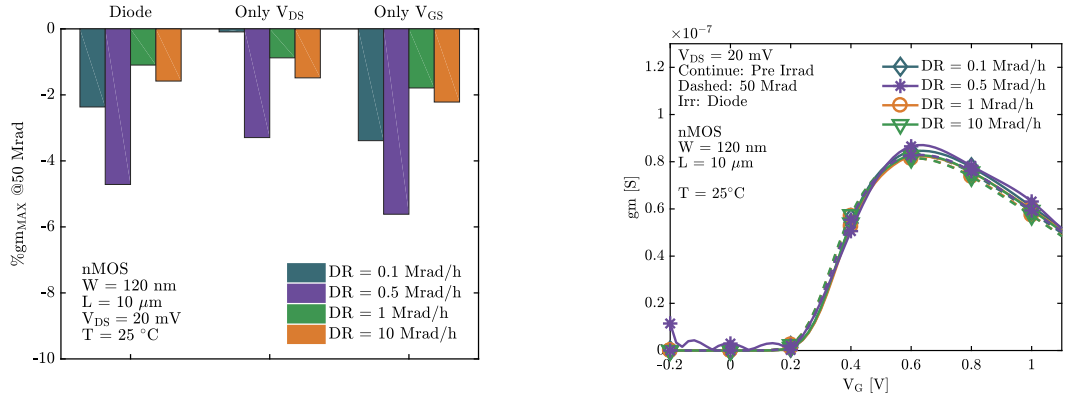 Diode Only V_DS Only V_GS
0
-2
-4
-6
-8
-10
%gm_MAX @50 Mrad
nMOS
W = 120 nm
L = 10 μm
V_DS = 20 mV
T = 25 °C
DR = 0.1 Mrad/h
DR = 0.5 Mrad/h
DR = 1 Mrad/h
DR = 10 Mrad/h
×10⁻⁷
V_DS = 20 mV
Continue: Pre Irrad
Dashed: 50 Mrad
Irr: Diode
nMOS
W = 120 nm
L = 10 μm
T = 25°C
DR = 0.1 Mrad/h
DR = 0.5 Mrad/h
DR = 1 Mrad/h
DR = 10 Mrad/h
1.2
1
0.8
0.6
0.4
0.2
0
gm [S]
-0.2 0 0.2 0.4 0.6 0.8 1
V_G [V]